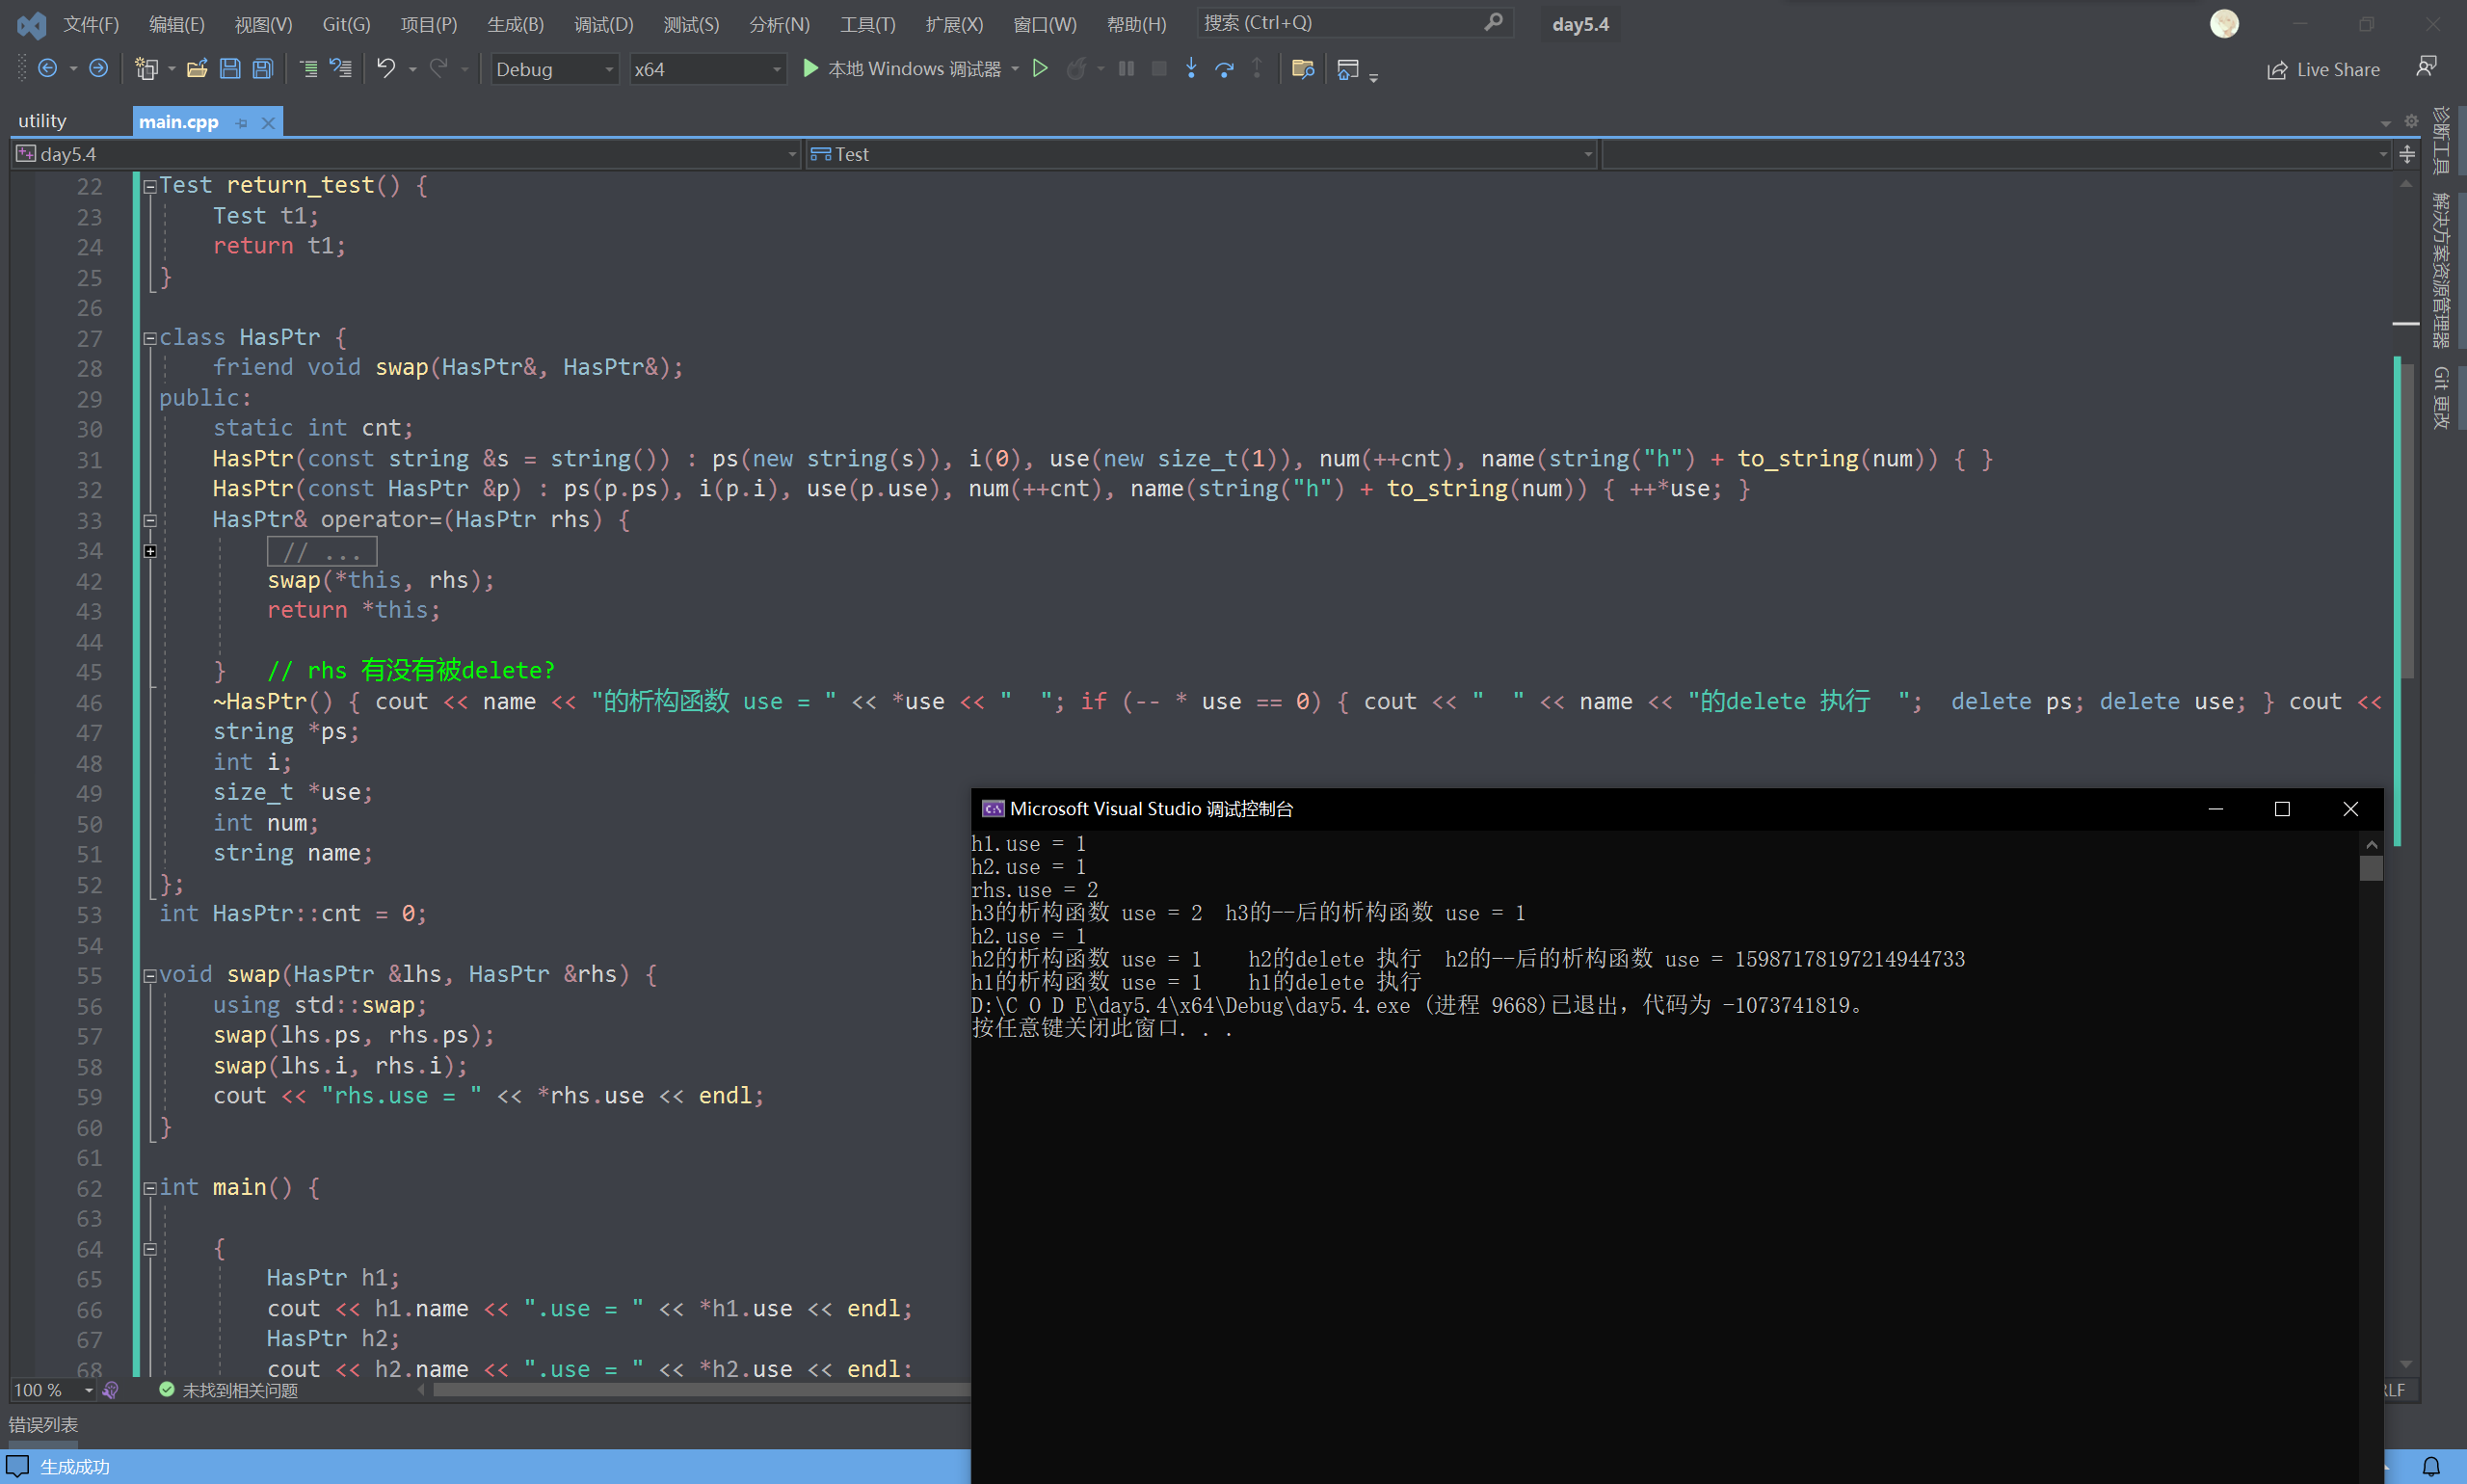 文件(F) 编辑(E) 视图(V) Git(G) 项目(P) 生成(B) 调试(D) 测试(S) 分析(N) 工具(T) 扩展(X) 窗口(W) 帮助(H) 搜索 (Ctrl+Q) day5.4
Debug x64 本地 Windows 调试器 Live Share
utility main.cpp
day5.4 Test
22 Test return_test() {
23 Test t1;
24 return t1;
25 }
26
27 class HasPtr {
28 friend void swap(HasPtr&, HasPtr&);
29 public:
30 static int cnt;
31 HasPtr(const string &s = string()) : ps(new string(s)), i(0), use(new size_t(1)), num(++cnt), name(string("h") + to_string(num)) { }
32 HasPtr(const HasPtr &p) : ps(p.ps), i(p.i), use(p.use), num(++cnt), name(string("h") + to_string(num)) { ++*use; }
33 HasPtr& operator=(HasPtr rhs) {
34 // ...
42 swap(*this, rhs);
43 return *this;
44
45 } // rhs 有没有被delete?
46 ~HasPtr() { cout << name << "的析构函数 use = " << *use << "  "; if (-- * use == 0) { cout << "  " << name << "的delete 执行  ";  delete ps; delete use; } cout <<
47 string *ps;
48 int i;
49 size_t *use;
50 int num;
51 string name;
52 };
53 int HasPtr::cnt = 0;
54
55 void swap(HasPtr &lhs, HasPtr &rhs) {
56 using std::swap;
57 swap(lhs.ps, rhs.ps);
58 swap(lhs.i, rhs.i);
59 cout << "rhs.use = " << *rhs.use << endl;
60 }
61
62 int main() {
63
64 {
65 HasPtr h1;
66 cout << h1.name << ".use = " << *h1.use << endl;
67 HasPtr h2;
68 cout << h2.name << ".use = " << *h2.use << endl;
诊断工具
解决方案资源管理器
Git 更改
Microsoft Visual Studio 调试控制台
h1.use = 1
h2.use = 1
rhs.use = 2
h3的析构函数 use = 2  h3的--后的析构函数 use = 1
h2.use = 1
h2的析构函数 use = 1    h2的delete 执行  h2的--后的析构函数 use = 15987178197214944733
h1的析构函数 use = 1    h1的delete 执行
D:\C O D E\day5.4\x64\Debug\day5.4.exe (进程 9668)已退出，代码为 -1073741819。
按任意键关闭此窗口. . .
100 % 未找到相关问题
错误列表
生成成功